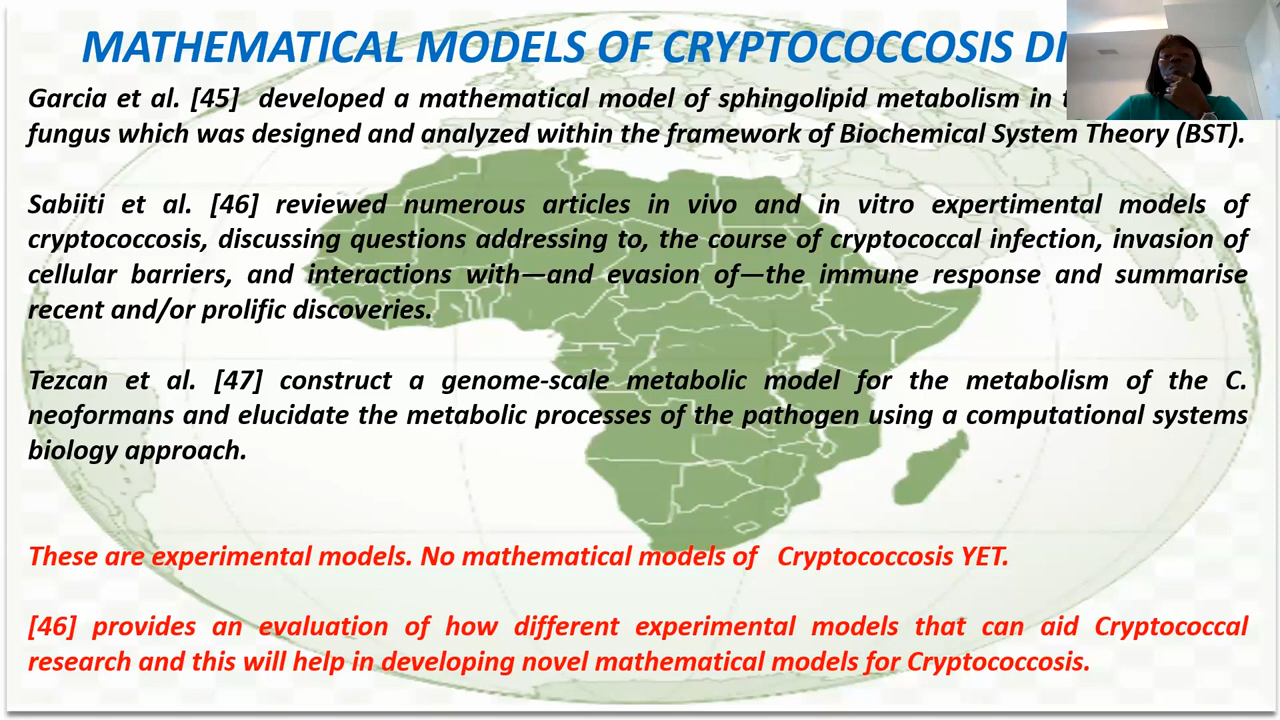 MATHEMATICAL MODELS OF CRYPTOCOCCOSIS
Garcia et al. [45] developed a mathematical model of sphingolipid metabolism in
fungus which was designed and analyzed within the framework of Biochemical System Theory (BST).
Sabiiti et al. [46] reviewed numerous articles in vivo and in vitro expertimental models of
cryptococcosis, discussing questions addressing to, the course of cryptococcal infection, invasion of
cellular barriers, and interactions with—and evasion of—the immune response and summarise
recent and/or prolific discoveries.
Tezcan et al. [47] construct a genome-scale metabolic model for the metabolism of the C.
neoformans and elucidate the metabolic processes of the pathogen using a computational systems
biology approach.
These are experimental models. No mathematical models of Cryptococcosis YET.
[46] provides an evaluation of how different experimental models that can aid Cryptococcal
research and this will help in developing novel mathematical models for Cryptococcosis.